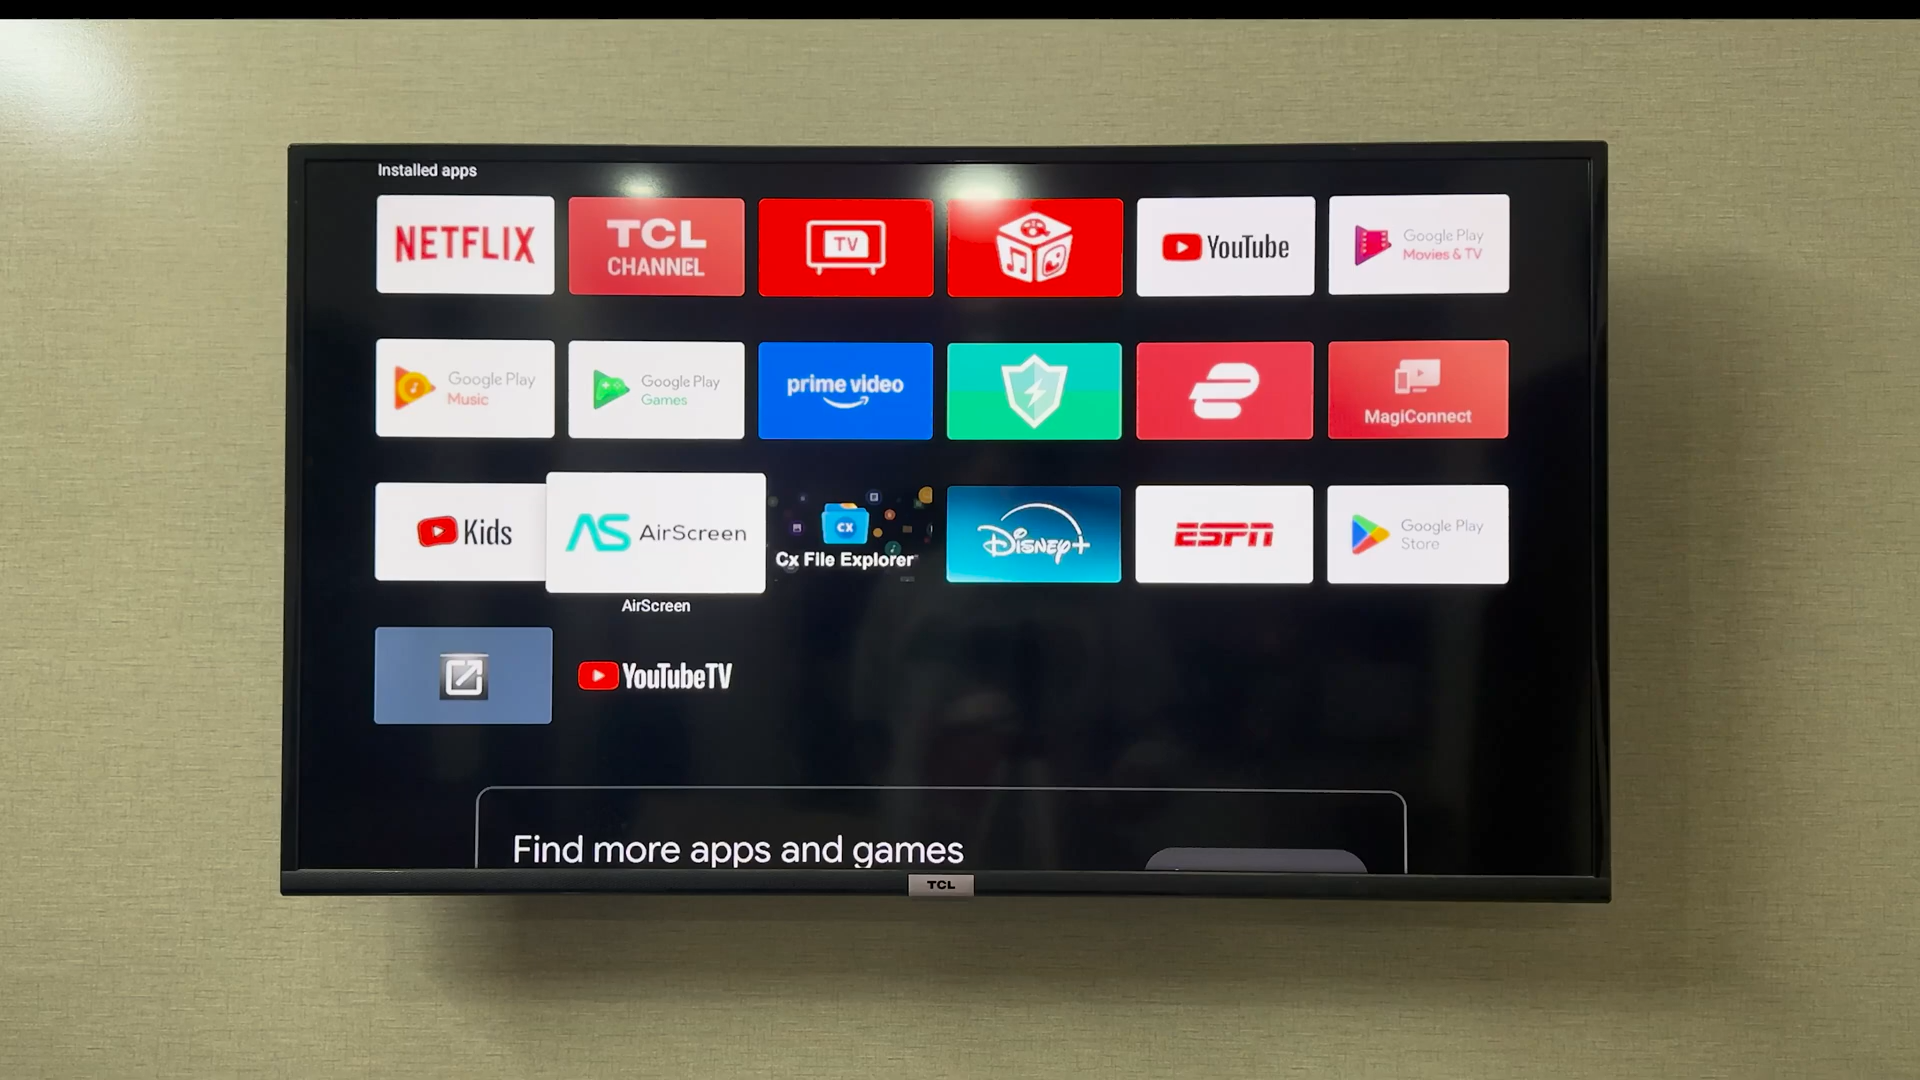 Installed apps
NETFLIX
TCL
CHANNEL
TV
YouTube
Google Play
Movies & TV
Google Play
Music
Google Play
Games
prime video
MagiConnect
Kids
AS AirScreen
CX
Cx File Explorer
Disney+
ESPN
Google Play
Store
AirScreen
YouTubeTV
Find more apps and games
TCL